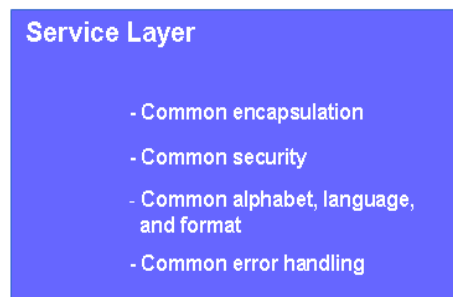 Service Layer
- Common encapsulation
- Common security
- Common alphabet, language,
and format
- Common error handling